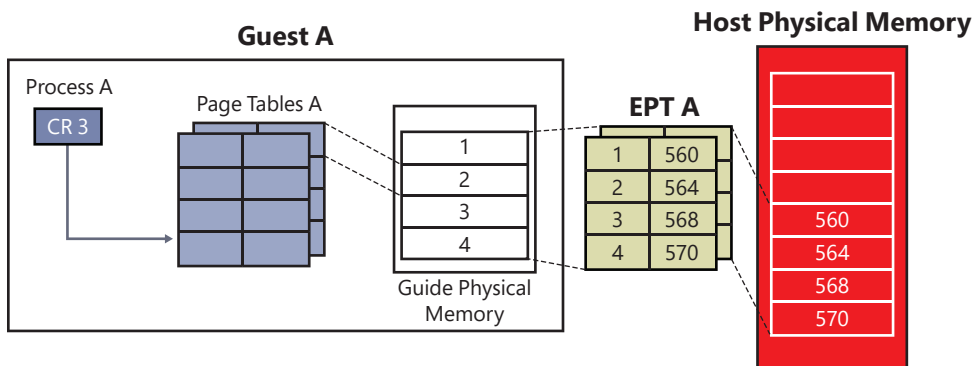 Guest A
Host Physical Memory
Process A
CR 3
Page Tables A
1
2
3
4
Guide Physical
Memory
EPT A
1 560
2 564
3 568
4 570
560
564
568
570